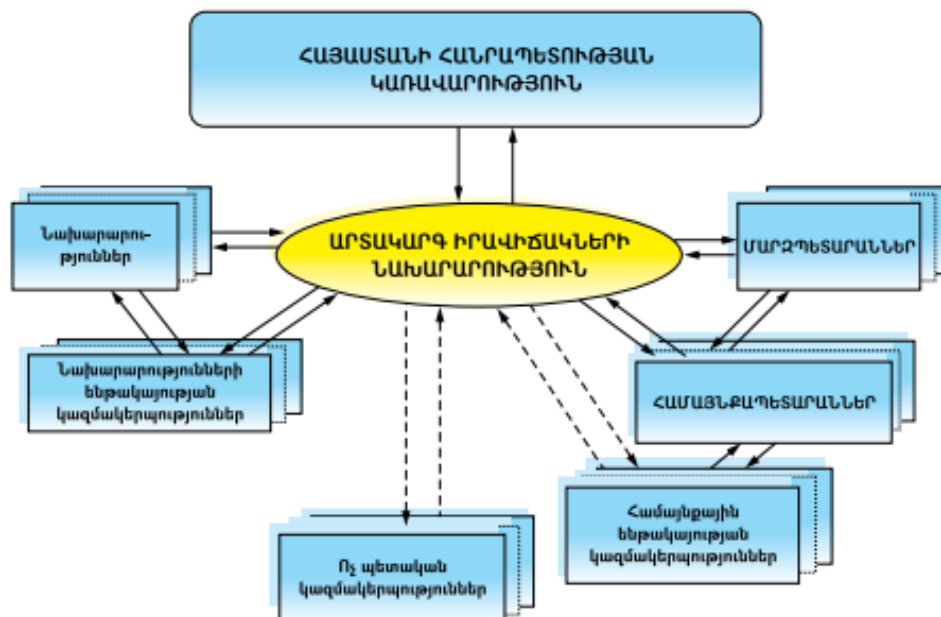 ՀԱՅԱՍՏԱՆԻ ՀԱՆՐԱՊԵՏՈՒԹՅԱՆ
ԿԱՌԱՎԱՐՈՒԹՅՈՒՆ
Նախարարու-
թյուններ
ԱՐՏԱԿԱՐԳ ԻՐԱՎԻՃԱԿՆԵՐԻ
ՆԱԽԱՐԱՐՈՒԹՅՈՒՆ
ՄԱՐԶՊԵՏԱՐԱՆՆԵՐ
Նախարարությունների
ենթակայության
կազմակերպություններ
ՀԱՄԱՅՆՔԱՊԵՏԱՐԱՆՆԵՐ
Ոչ պետական
կազմակերպություններ
Համայնքային
ենթակայության
կազմակերպություններ